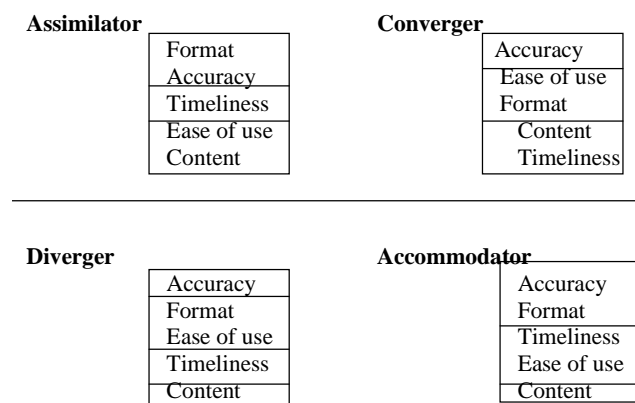 Assimilator
Format
Accuracy
Timeliness
Ease of use
Content
Converger
Accuracy
Ease of use
Format
Content
Timeliness
Diverger
Accuracy
Format
Ease of use
Timeliness
Content
Accommodator
Accuracy
Format
Timeliness
Ease of use
Content